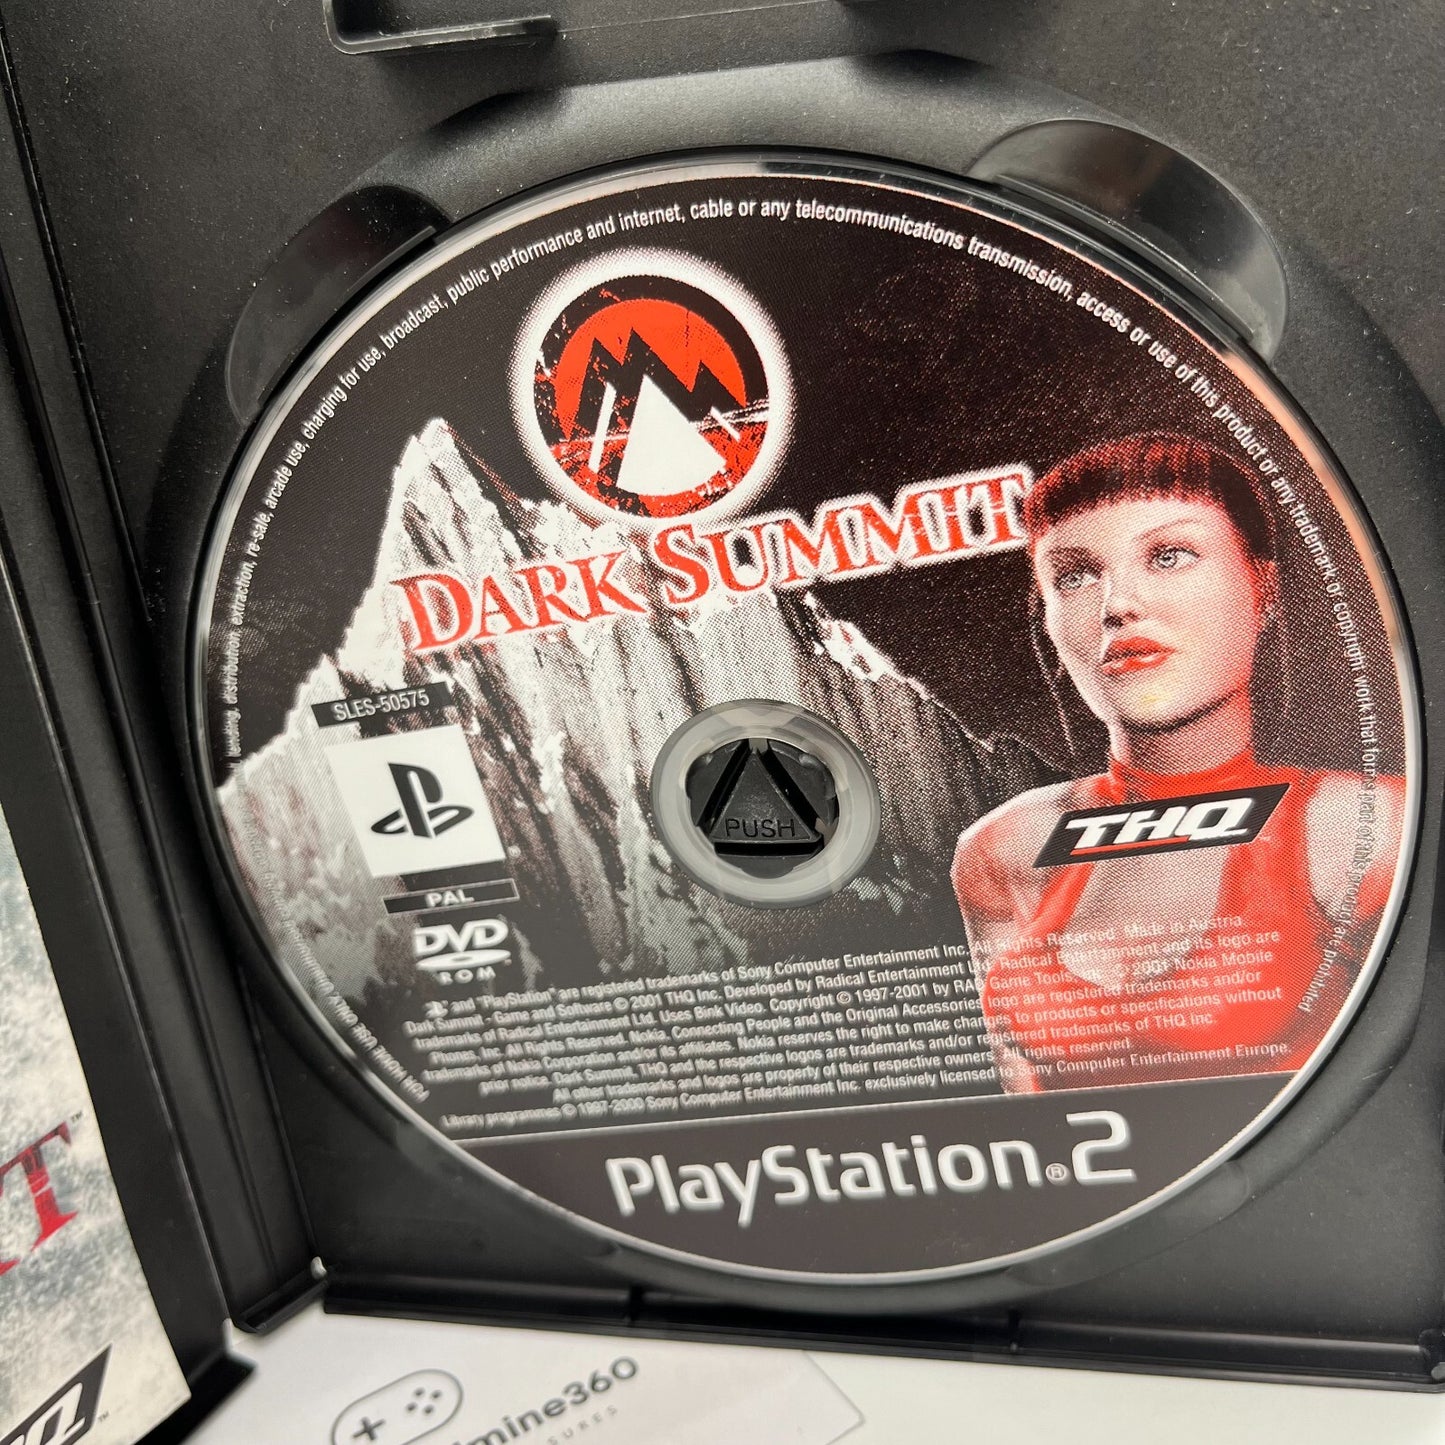 lending, distribution, extraction, re-sale, arcade use, charging for use, broadcast, public performance and internet, cable or any telecommunications transmission, access or use of this product or any trademark or copyright work that forms part of this product are prohibited
DARK SUMMIT
SLES-50575
PUSH
THQ
PAL
DVD
ROM
and "PlayStation" are registered trademarks of Sony Computer Entertainment Inc. All Rights Reserved. Made in Austria.
Dark Summit - Game and Software © 2001 THQ Inc. Developed by Radical Entertainment Ltd. Radical Entertainment and its logo are
trademarks of Radical Entertainment Ltd. Uses Bink Video. Copyright © 1997-2001 by RAD Game Tools, Inc. © 2001 Nokia Mobile
Phones, Inc. All Rights Reserved. Nokia, Connecting People and the Original Accessories logo are registered trademarks and/or
trademarks of Nokia Corporation and/or its affiliates. Nokia reserves the right to make changes to products or specifications without
prior notice. Dark Summit, THQ and the respective logos are trademarks and/or registered trademarks of THQ Inc.
All other trademarks and logos are property of their respective owners. All rights reserved
Library programmes © 1997-2000 Sony Computer Entertainment Inc. exclusively licensed to Sony Computer Entertainment Europe.
PlayStation®2
mine360